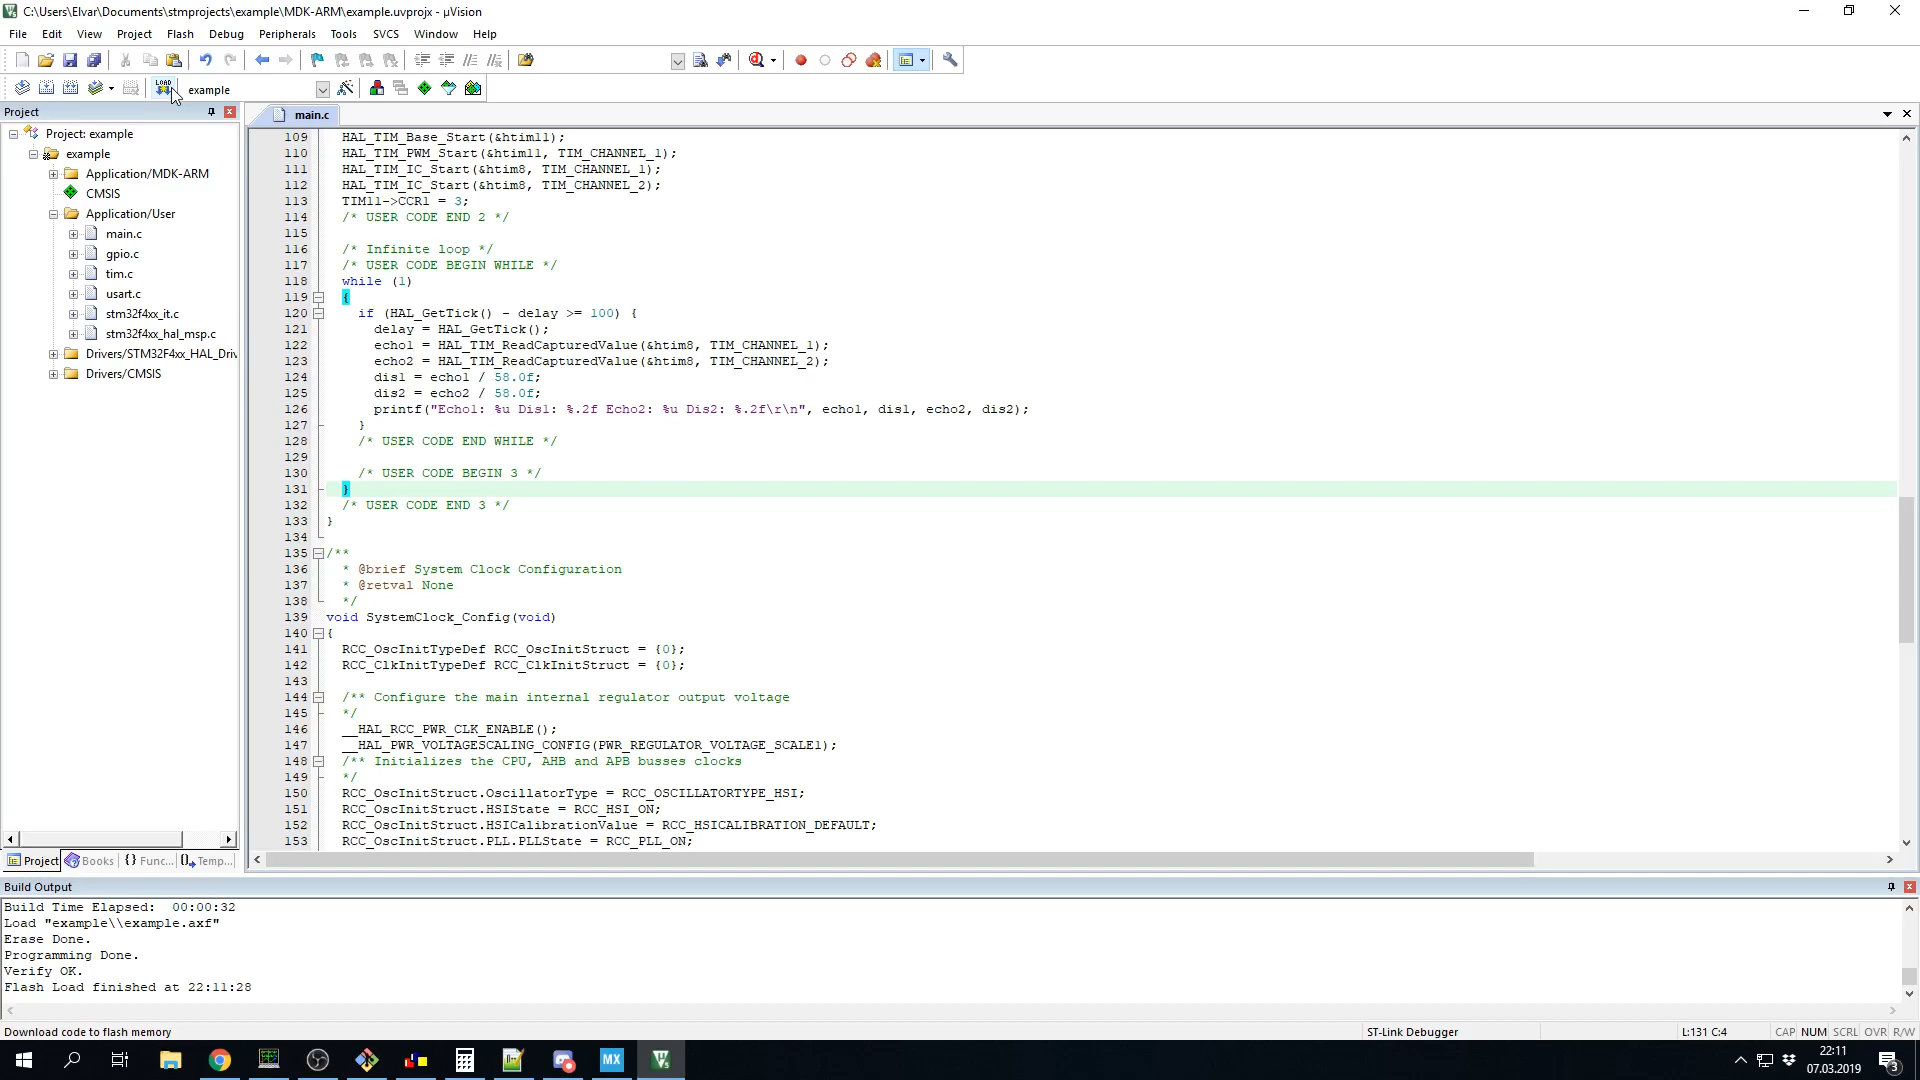 C:\Users\Elvar\Documents\stmprojects\example\MDK-ARM\example.uvprojx - µVision
File Edit View Project Flash Debug Peripherals Tools SVCS Window Help
LOAD example
Project
main.c
Project: example
example
Application/MDK-ARM
CMSIS
Application/User
main.c
gpio.c
tim.c
usart.c
stm32f4xx_it.c
stm32f4xx_hal_msp.c
Drivers/STM32F4xx_HAL_Driv
Drivers/CMSIS
Project Books {} Func... Temp...
109 HAL_TIM_Base_Start(&htim11);
110 HAL_TIM_PWM_Start(&htim11, TIM_CHANNEL_1);
111 HAL_TIM_IC_Start(&htim8, TIM_CHANNEL_1);
112 HAL_TIM_IC_Start(&htim8, TIM_CHANNEL_2);
113 TIM11->CCR1 = 3;
114 /* USER CODE END 2 */
115
116 /* Infinite loop */
117 /* USER CODE BEGIN WHILE */
118 while (1)
119 {
120 if (HAL_GetTick() - delay >= 100) {
121 delay = HAL_GetTick();
122 echo1 = HAL_TIM_ReadCapturedValue(&htim8, TIM_CHANNEL_1);
123 echo2 = HAL_TIM_ReadCapturedValue(&htim8, TIM_CHANNEL_2);
124 dis1 = echo1 / 58.0f;
125 dis2 = echo2 / 58.0f;
126 printf("Echo1: %u Dis1: %.2f Echo2: %u Dis2: %.2f\r\n", echo1, dis1, echo2, dis2);
127 }
128 /* USER CODE END WHILE */
129
130 /* USER CODE BEGIN 3 */
131 }
132 /* USER CODE END 3 */
133 }
134
135 /**
136 * @brief System Clock Configuration
137 * @retval None
138 */
139 void SystemClock_Config(void)
140 {
141 RCC_OscInitTypeDef RCC_OscInitStruct = {0};
142 RCC_ClkInitTypeDef RCC_ClkInitStruct = {0};
143
144 /** Configure the main internal regulator output voltage
145 */
146 __HAL_RCC_PWR_CLK_ENABLE();
147 __HAL_PWR_VOLTAGESCALING_CONFIG(PWR_REGULATOR_VOLTAGE_SCALE1);
148 /** Initializes the CPU, AHB and APB busses clocks
149 */
150 RCC_OscInitStruct.OscillatorType = RCC_OSCILLATORTYPE_HSI;
151 RCC_OscInitStruct.HSIState = RCC_HSI_ON;
152 RCC_OscInitStruct.HSICalibrationValue = RCC_HSICALIBRATION_DEFAULT;
153 RCC_OscInitStruct.PLL.PLLState = RCC_PLL_ON;
Build Output
Build Time Elapsed:  00:00:32
Load "example\\example.axf"
Erase Done.
Programming Done.
Verify OK.
Flash Load finished at 22:11:28
Download code to flash memory ST-Link Debugger L:131 C:4 CAP NUM SCRL OVR R/W
MX
22:11
07.03.2019
3